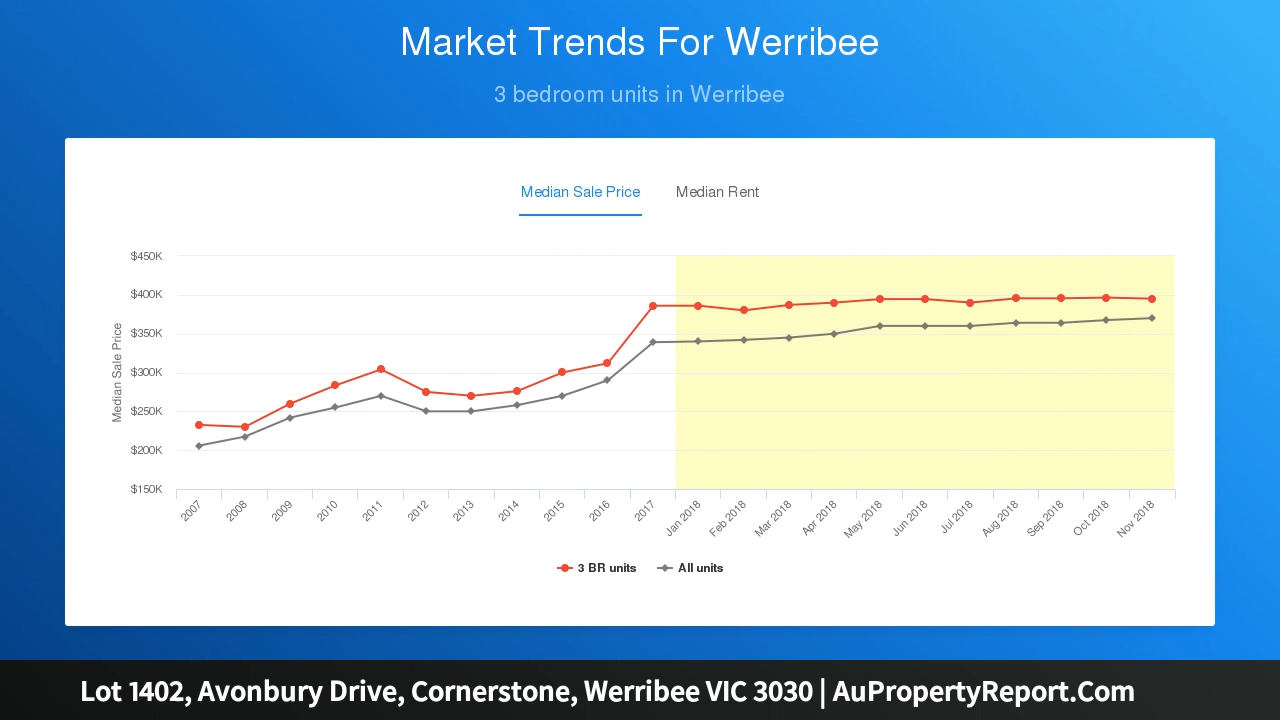 Market Trends For Werribee
3 bedroom units in Werribee
Median Sale Price Median Rent
$450K
$400K
$350K
$300K
$250K
$200K
$150K
Median Sale Price
2007 2008 2009 2010 2011 2012 2013 2014 2015 2016 2017 Jan 2018 Feb 2018 Mar 2018 Apr 2018 May 2018 Jun 2018 Jul 2018 Aug 2018 Sep 2018 Oct 2018 Nov 2018
3 BR units All units
Lot 1402, Avonbury Drive, Cornerstone, Werribee VIC 3030 | AuPropertyReport.Com